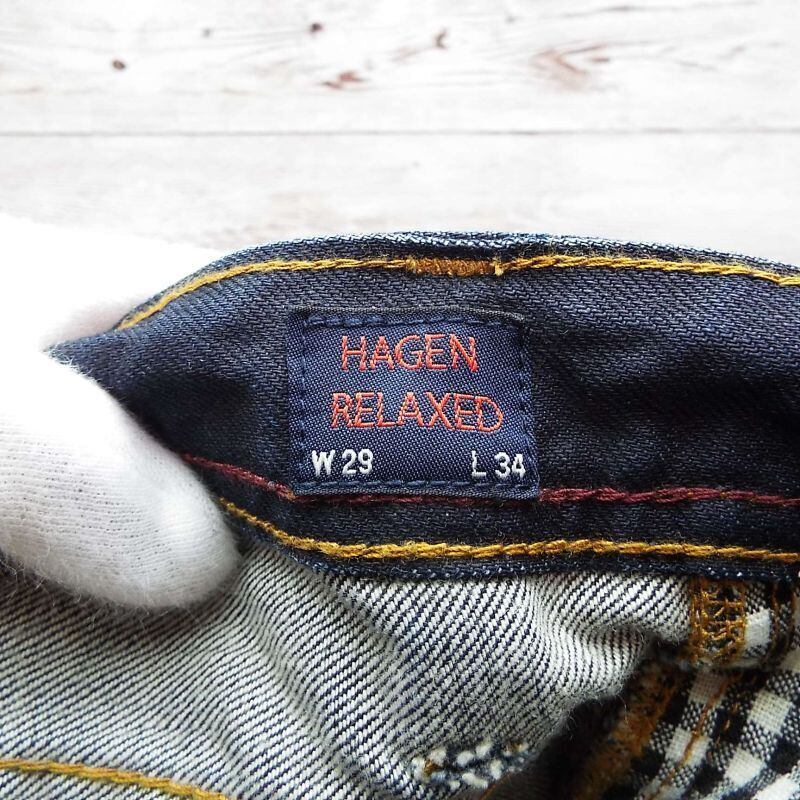 HAGEN
RELAXED
W 29 L 34